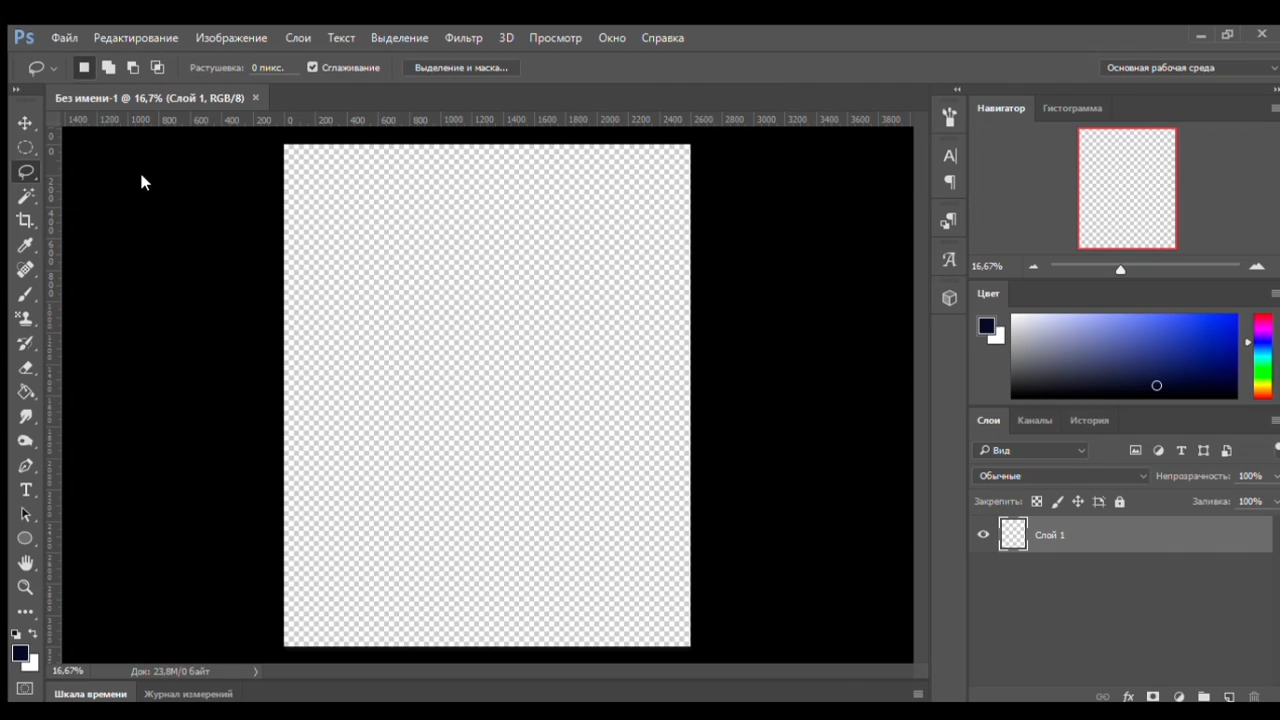 Ps Файл Редактирование Изображение Слои Текст Выделение Фильтр 3D Просмотр Окно Справка
Растушевка: 0 пикс. Сглаживание Выделение и маска... Основная рабочая среда
Без имени-1 @ 16,7% (Слой 1, RGB/8) ×
1400 1200 1000 800 600 400 200 0 200 400 600 800 1000 1200 1400 1600 1800 2000 2200 2400 2600 2800 3000 3200 3400 3600 3800
Навигатор Гистограмма
16,67%
Цвет
Слои Каналы История
Вид
Обычные Непрозрачность: 100%
Закрепить: Заливка: 100%
Слой 1
16,67% Док: 23,8M/0 байт
Шкала времени Журнал измерений